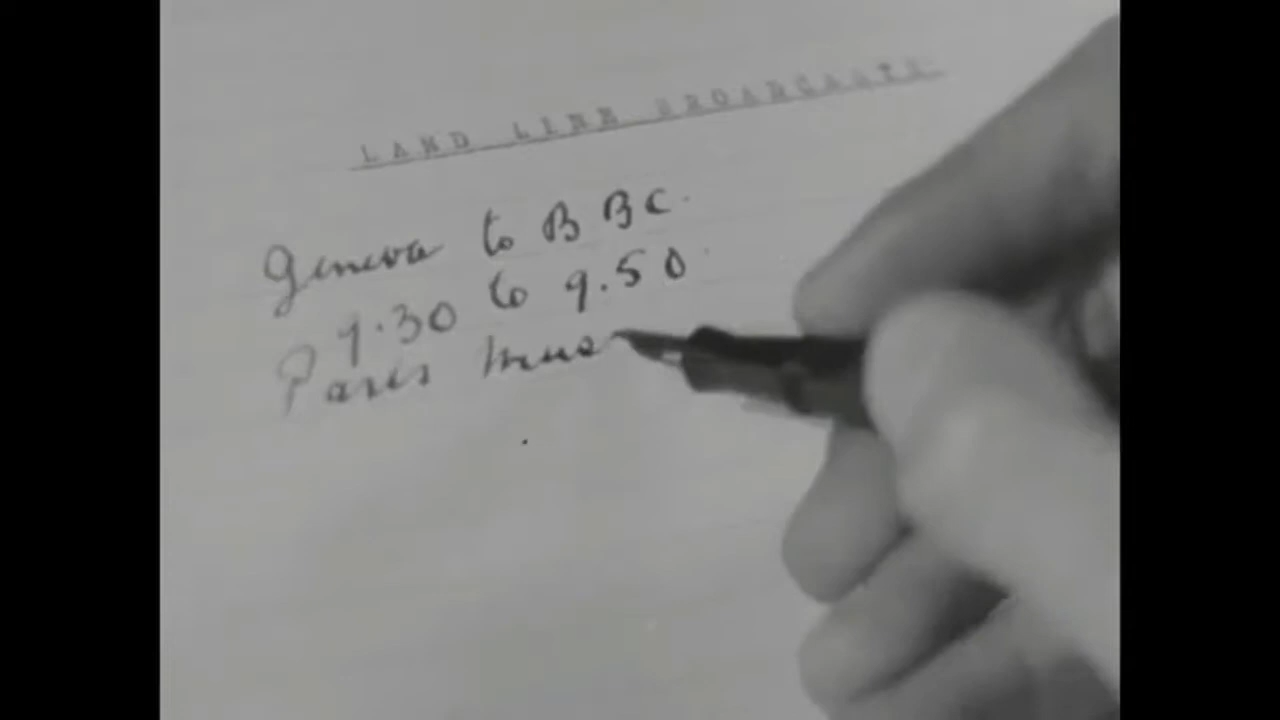 LAND LINE BROADCASTS
Geneva to BBC.
9.30 to 9.50
Paris